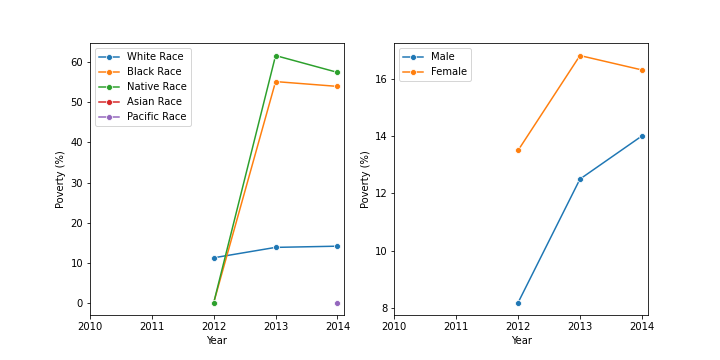 White Race
Black Race
Native Race
Asian Race
Pacific Race
60
50
40
30
20
10
0
Poverty (%)
2010 2011 2012 2013 2014
Year
Male
Female
16
14
12
10
8
Poverty (%)
2010 2011 2012 2013 2014
Year